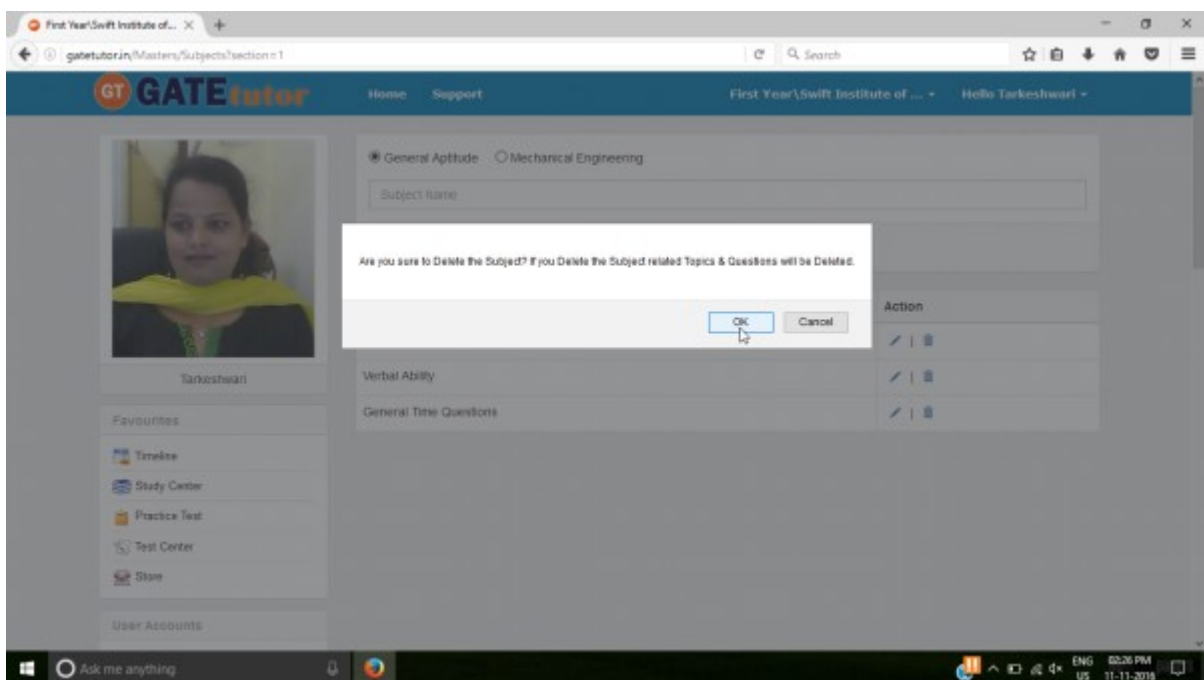 First Year\Swift Institute of...
gatetutor.in/Masters/Subjects?section=1
Search
GT GATEtutor
Home
Support
First Year\Swift Institute of ...
Hello Tarkeshwari
General Aptitude
Mechanical Engineering
Subject Name
Are you sure to Delete the Subject? If you Delete the Subject related Topics & Questions will be Deleted.
OK
Cancel
Action
Verbal Ability
General Time Questions
Tarkeshwari
Favourites
Timeline
Study Center
Practice Test
Test Center
Store
User Accounts
Ask me anything
ENG
US
02:26 PM
11-11-2016